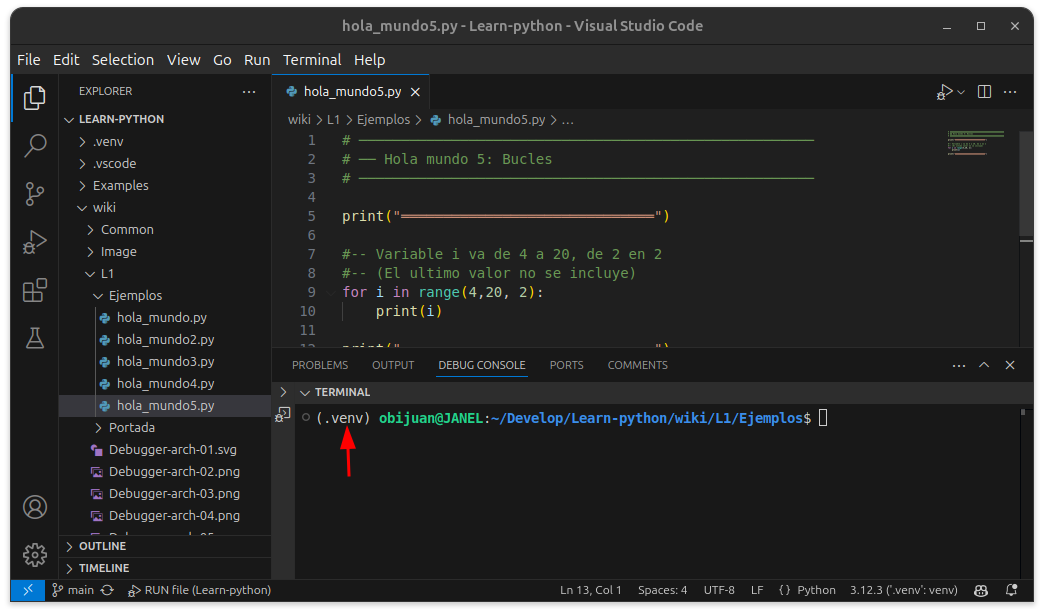 hola_mundo5.py - Learn-python - Visual Studio Code
File Edit Selection View Go Run Terminal Help
EXPLORER
LEARN-PYTHON
.venv
.vscode
Examples
wiki
Common
Image
L1
Ejemplos
hola_mundo.py
hola_mundo2.py
hola_mundo3.py
hola_mundo4.py
hola_mundo5.py
Portada
Debugger-arch-01.svg
Debugger-arch-02.png
Debugger-arch-03.png
Debugger-arch-04.png
OUTLINE
TIMELINE
hola_mundo5.py
wiki > L1 > Ejemplos > hola_mundo5.py > ...
1 # ──────────────────────────────
2 # ── Hola mundo 5: Bucles
3 # ──────────────────────────────
4
5 print("══════════════════════════════")
6
7 #-- Variable i va de 4 a 20, de 2 en 2
8 #-- (El ultimo valor no se incluye)
9 for i in range(4,20, 2):
10 print(i)
11
PROBLEMS OUTPUT DEBUG CONSOLE PORTS COMMENTS
TERMINAL
(.venv) obijuan@JANEL:~/Develop/Learn-python/wiki/L1/Ejemplos$
main RUN file (Learn-python) Ln 13, Col 1 Spaces: 4 UTF-8 LF {} Python 3.12.3 ('.venv': venv)